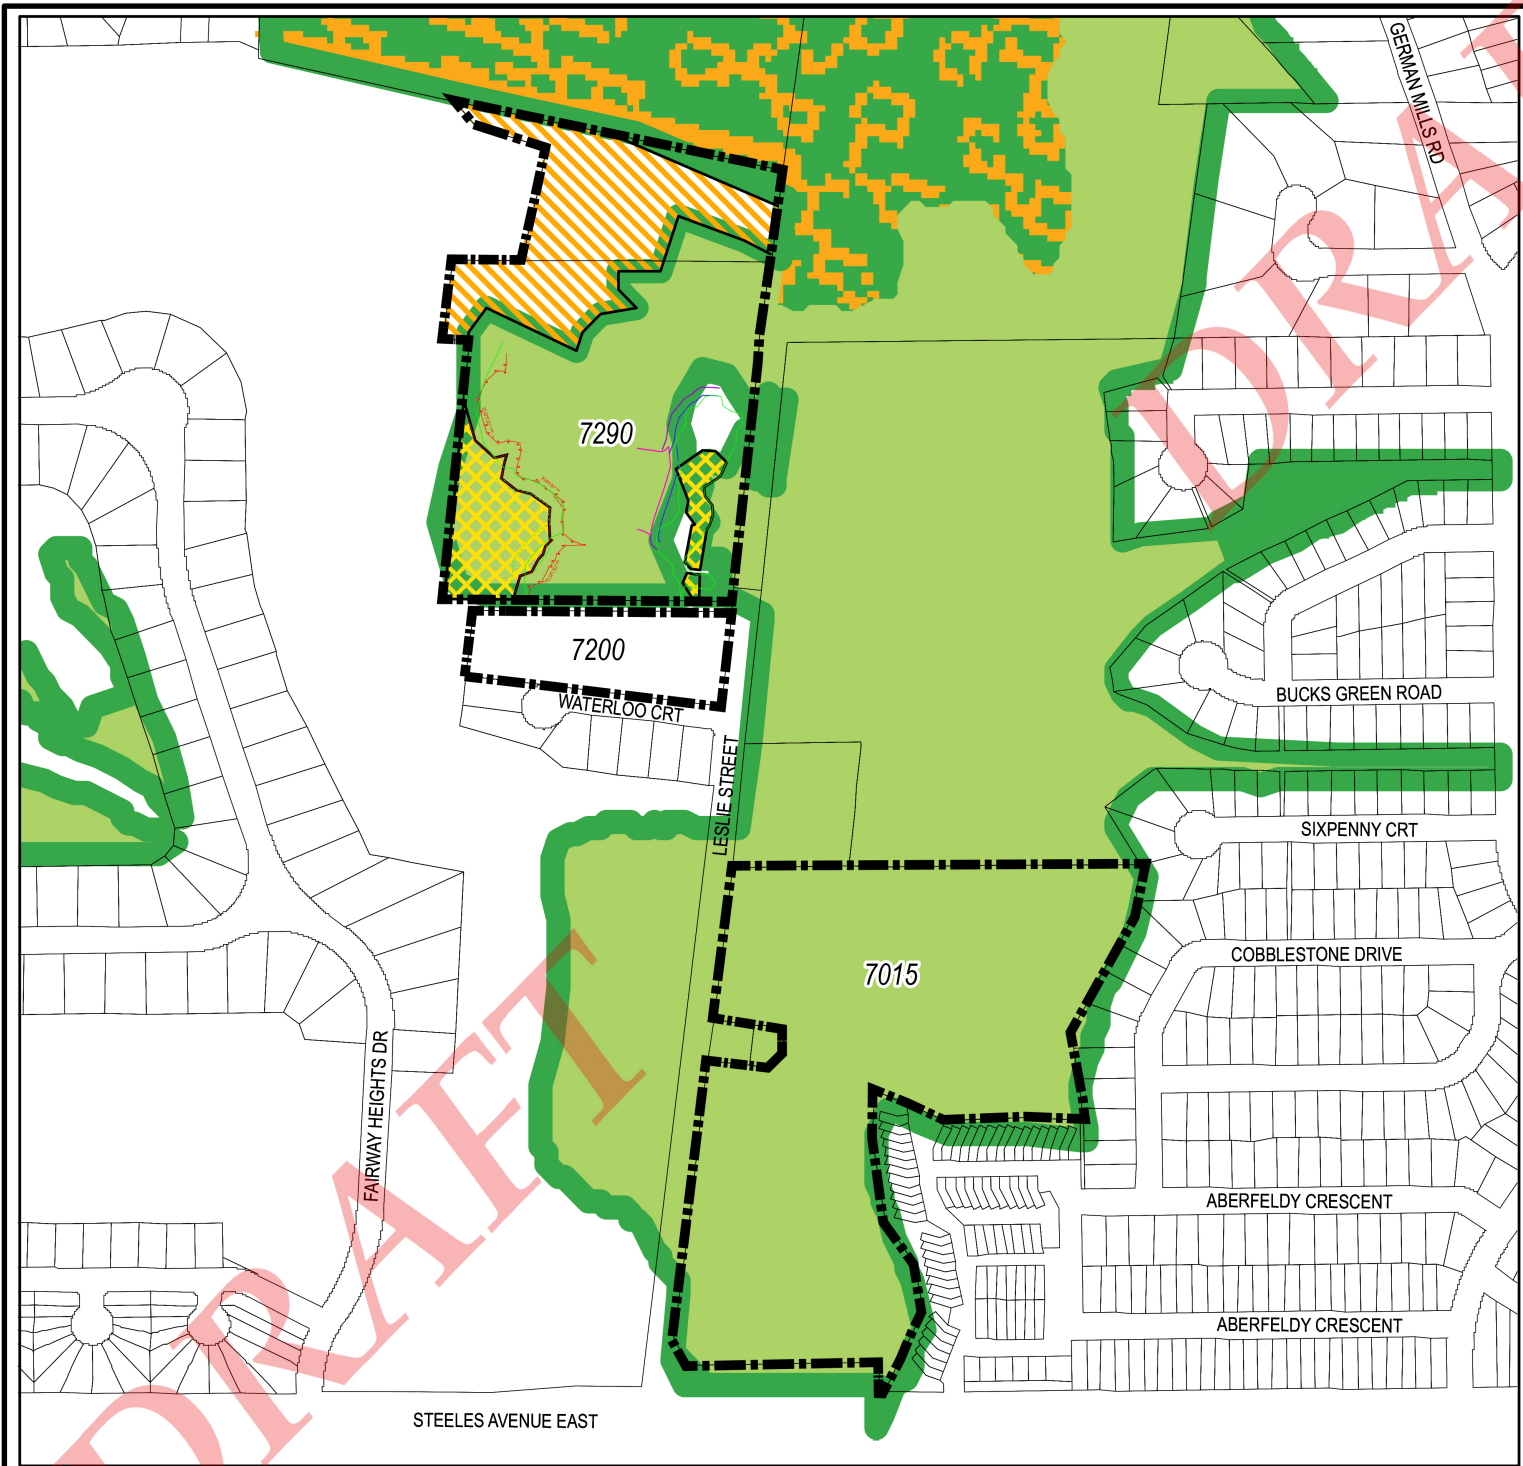 GERMAN MILLS RD
DRAFT
7290
7200
WATERLOO CRT
BUCKS GREEN ROAD
LESLIE STREET
SIXPENNY CRT
COBBLESTONE DRIVE
7015
FAIRWAY HEIGHTS DR
DRAFT
ABERFELDY CRESCENT
ABERFELDY CRESCENT
STEELES AVENUE EAST